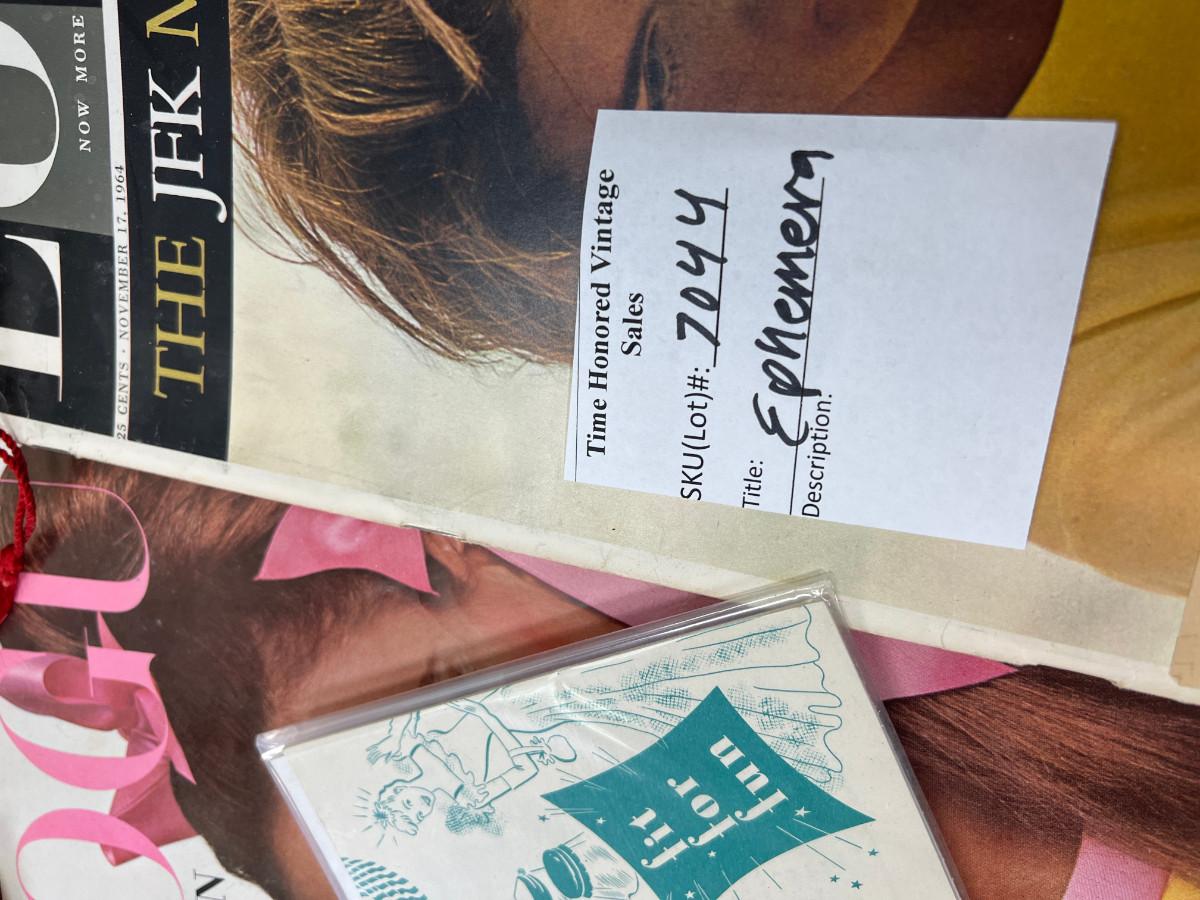 NOW MORE
25 CENTS · NOVEMBER 17, 1964
THE JFK
Time Honored Vintage
Sales
SKU(Lot)#: 7044
Title: Ephemera
Description:
fit
for
fun